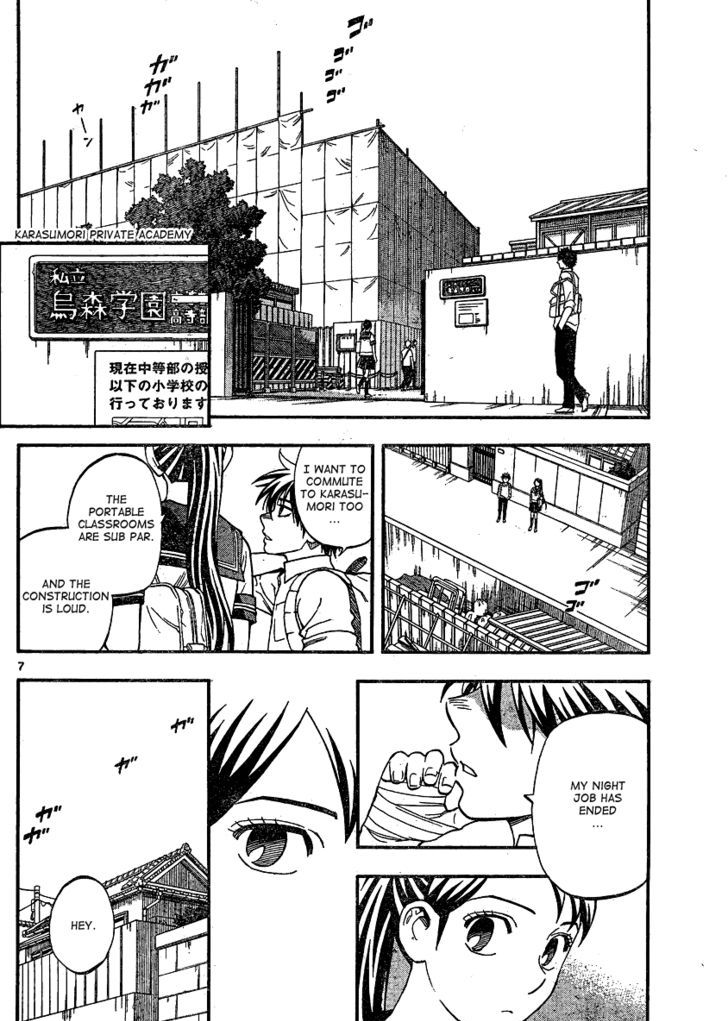 ガガガ
ゴゴゴゴ
ヤーン
KARASUMORI PRIVATE ACADEMY
私立
烏森学園
現在中等部の授
以下の小学校の
行っております
I WANT TO
COMMUTE
TO KARASU-
MORI TOO
...
THE
PORTABLE
CLASSROOMS
ARE SUB PAR.
AND THE
CONSTRUCTION
IS LOUD.
ゴゴ
7
MY NIGHT
JOB HAS
ENDED
...
ガ
ガ
ガガ
HEY.